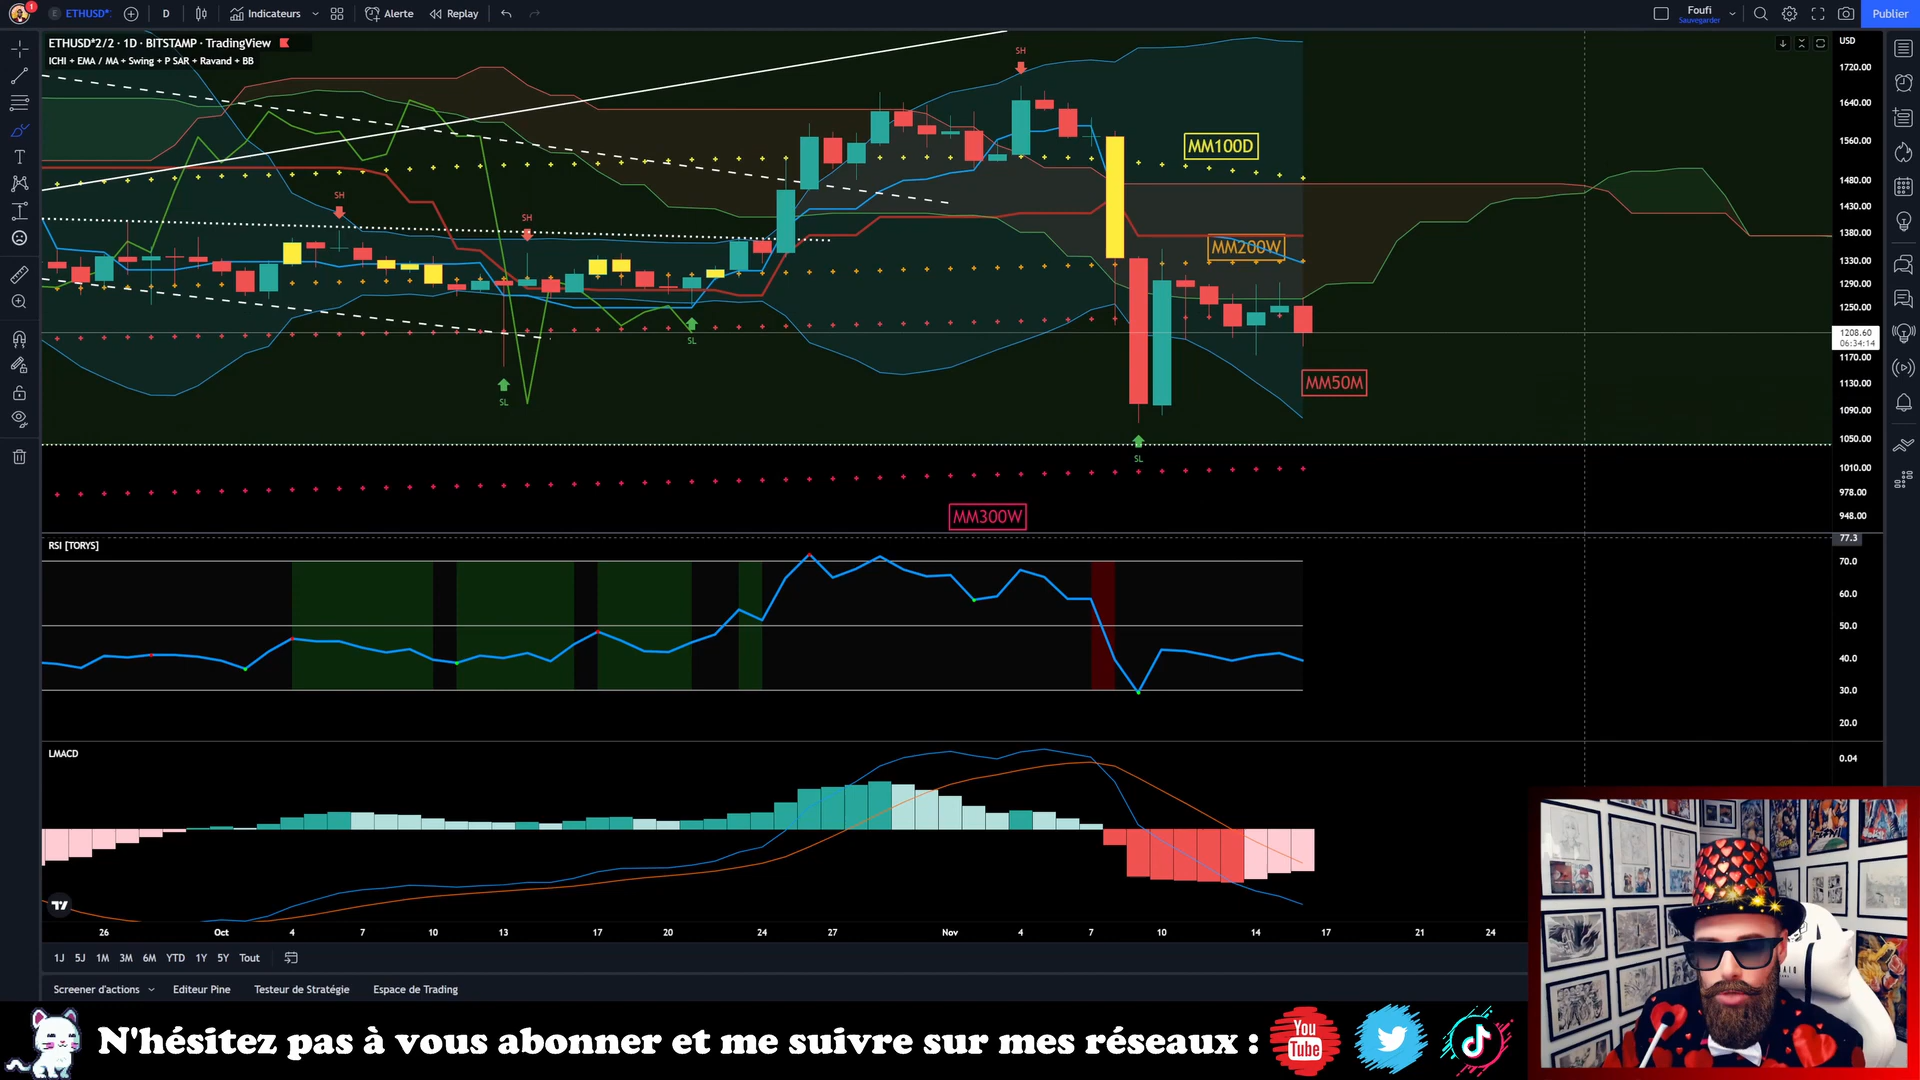 1
ETHUSD*
D
Indicateurs
Alerte
Replay
Foufi
Sauvegarder
Publier
ETHUSD*2/2 · 1D · BITSTAMP · TradingView
ICHI + EMA / MA + Swing + P SAR + Ravand + BB
USD
1720.00
1640.00
1560.00
1480.00
1430.00
1380.00
1330.00
1290.00
1250.00
1208.60
06:34:14
1170.00
1130.00
1090.00
1050.00
1010.00
978.00
948.00
SH
SH
SH
SL
SL
SL
MM100D
MM200W
MM50M
MM300W
RSI [TORYS]
77.3
70.0
60.0
50.0
40.0
30.0
20.0
LMACD
0.04
26 Oct 4 7 10 13 17 20 24 27 Nov 4 7 10 14 17 21 24
1J 5J 1M 3M 6M YTD 1Y 5Y Tout
Screener d'actions Editeur Pine Testeur de Stratégie Espace de Trading
N'hésitez pas à vous abonner et me suivre sur mes réseaux :
You
Tube